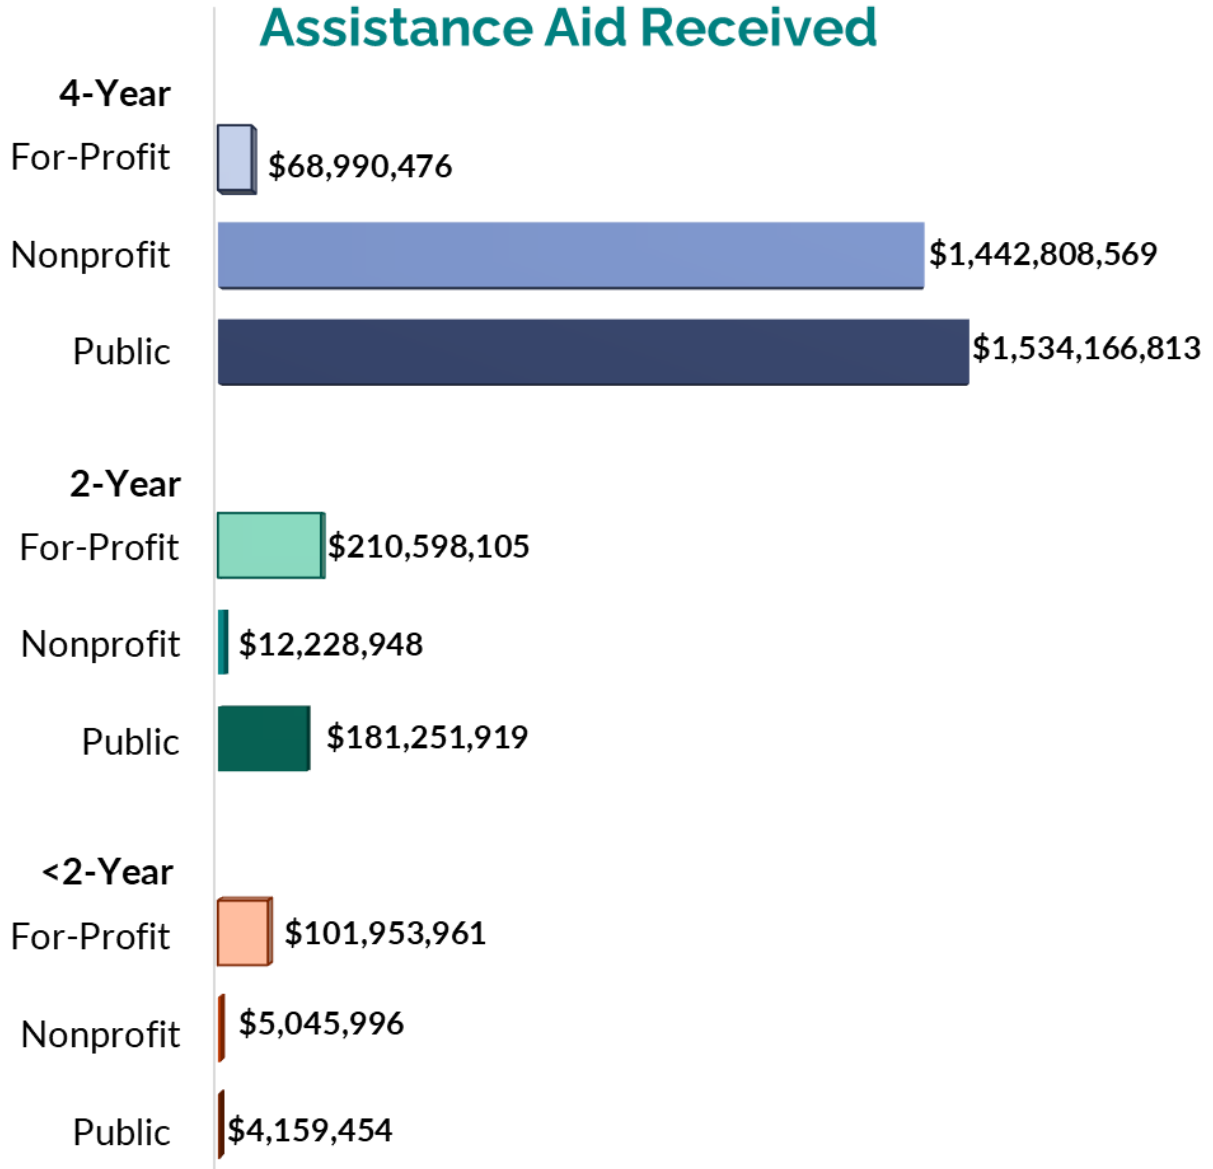 Assistance Aid Received
4-Year
For-Profit $68,990,476
Nonprofit $1,442,808,569
Public $1,534,166,813
2-Year
For-Profit $210,598,105
Nonprofit $12,228,948
Public $181,251,919
<2-Year
For-Profit $101,953,961
Nonprofit $5,045,996
Public $4,159,454